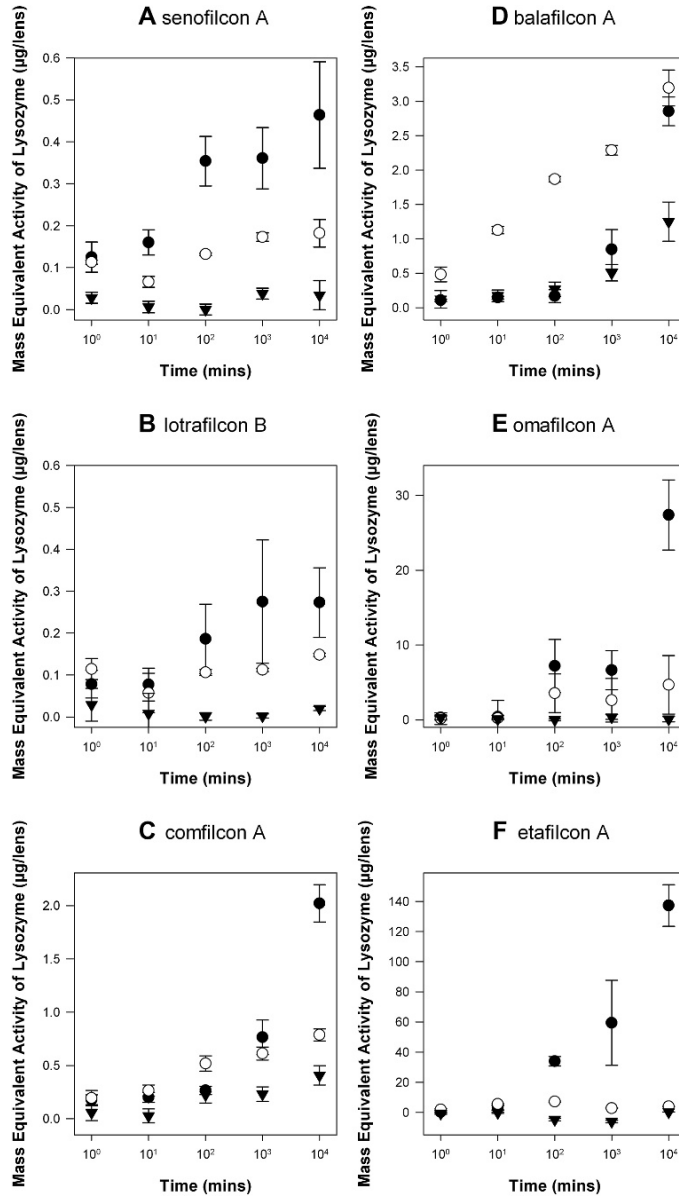 A senofilcon A
Mass Equivalent Activity of Lysozyme (µg/lens)
0.6
0.5
0.4
0.3
0.2
0.1
0.0
10⁰ 10¹ 10² 10³ 10⁴
Time (mins)
D balafilcon A
Mass Equivalent Activity of Lysozyme (µg/lens)
3.5
3.0
2.5
2.0
1.5
1.0
0.5
0.0
10⁰ 10¹ 10² 10³ 10⁴
Time (mins)
B lotrafilcon B
Mass Equivalent Activity of Lysozyme (µg/lens)
0.6
0.5
0.4
0.3
0.2
0.1
0.0
10⁰ 10¹ 10² 10³ 10⁴
Time (mins)
E omafilcon A
Mass Equivalent Activity of Lysozyme (µg/lens)
30
20
10
0
10⁰ 10¹ 10² 10³ 10⁴
Time (mins)
C comfilcon A
Mass Equivalent Activity of Lysozyme (µg/lens)
2.0
1.5
1.0
0.5
0.0
10⁰ 10¹ 10² 10³ 10⁴
Time (mins)
F etafilcon A
Mass Equivalent Activity of Lysozyme (µg/lens)
140
120
100
80
60
40
20
0
10⁰ 10¹ 10² 10³ 10⁴
Time (mins)